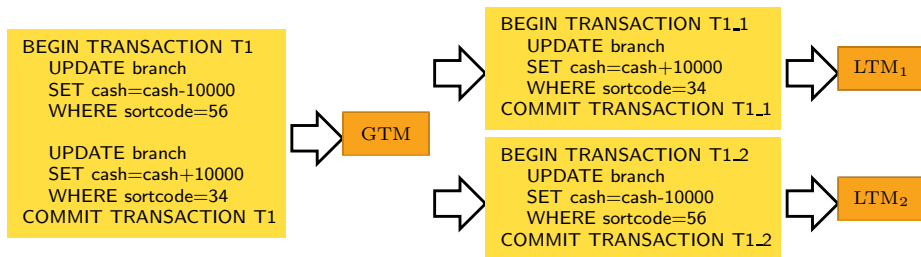 BEGIN TRANSACTION T1
UPDATE branch
SET cash=cash-10000
WHERE sortcode=56
UPDATE branch
SET cash=cash+10000
WHERE sortcode=34
COMMIT TRANSACTION T1
GTM
BEGIN TRANSACTION T1_1
UPDATE branch
SET cash=cash+10000
WHERE sortcode=34
COMMIT TRANSACTION T1_1
LTM₁
BEGIN TRANSACTION T1_2
UPDATE branch
SET cash=cash-10000
WHERE sortcode=56
COMMIT TRANSACTION T1_2
LTM₂